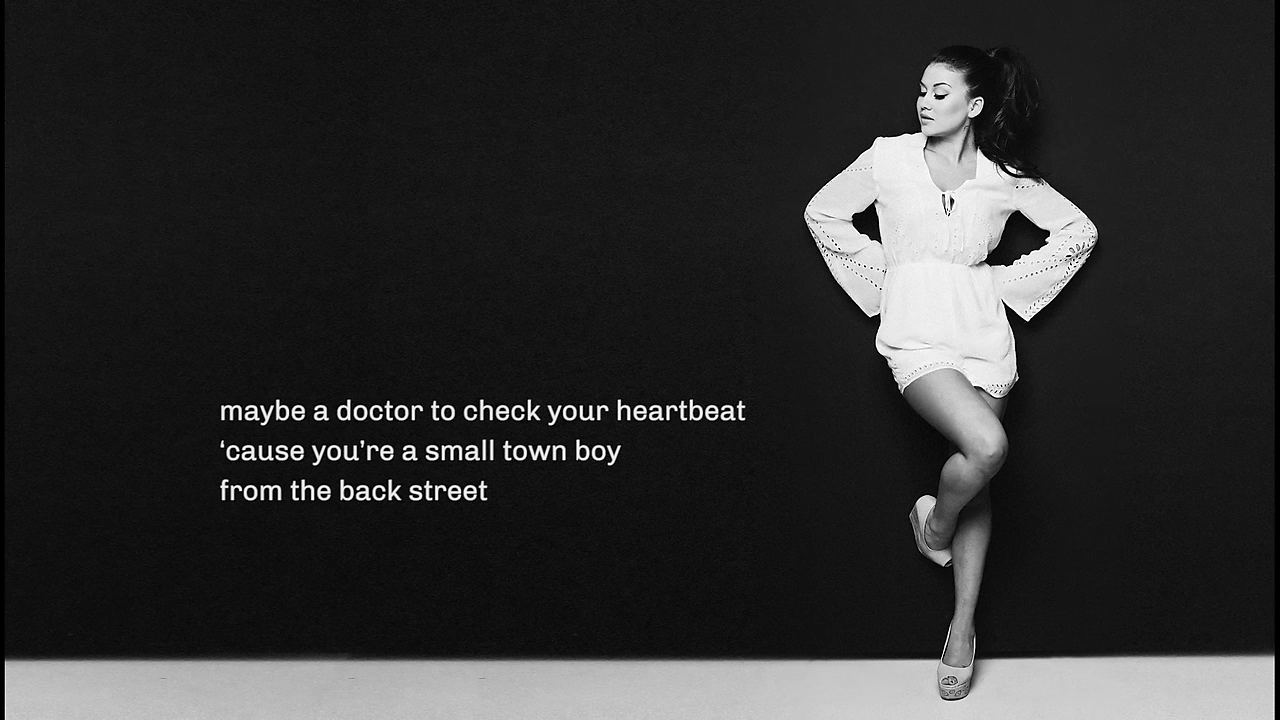 maybe a doctor to check your heartbeat
‘cause you’re a small town boy
from the back street